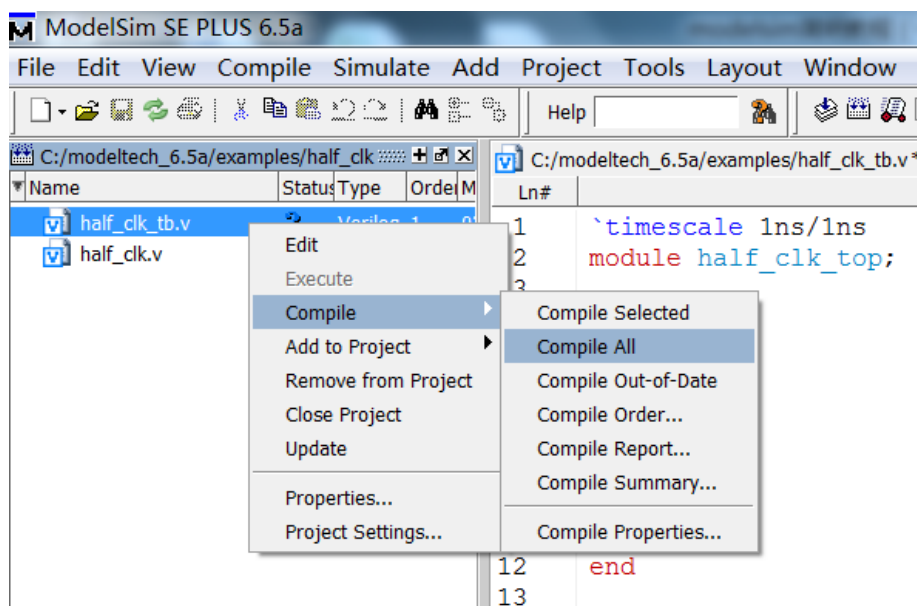 ModelSim SE PLUS 6.5a
File Edit View Compile Simulate Add Project Tools Layout Window
Help
C:/modeltech_6.5a/examples/half_clk
C:/modeltech_6.5a/examples/half_clk_tb.v*
Name Status Type Order M
Ln#
half_clk_tb.v Verilog 1
half_clk.v
Edit
Execute
Compile
Add to Project
Remove from Project
Close Project
Update
Properties...
Project Settings...
Compile Selected
Compile All
Compile Out-of-Date
Compile Order...
Compile Report...
Compile Summary...
Compile Properties...
1 `timescale 1ns/1ns
2 module half_clk_top;
3
12 end
13